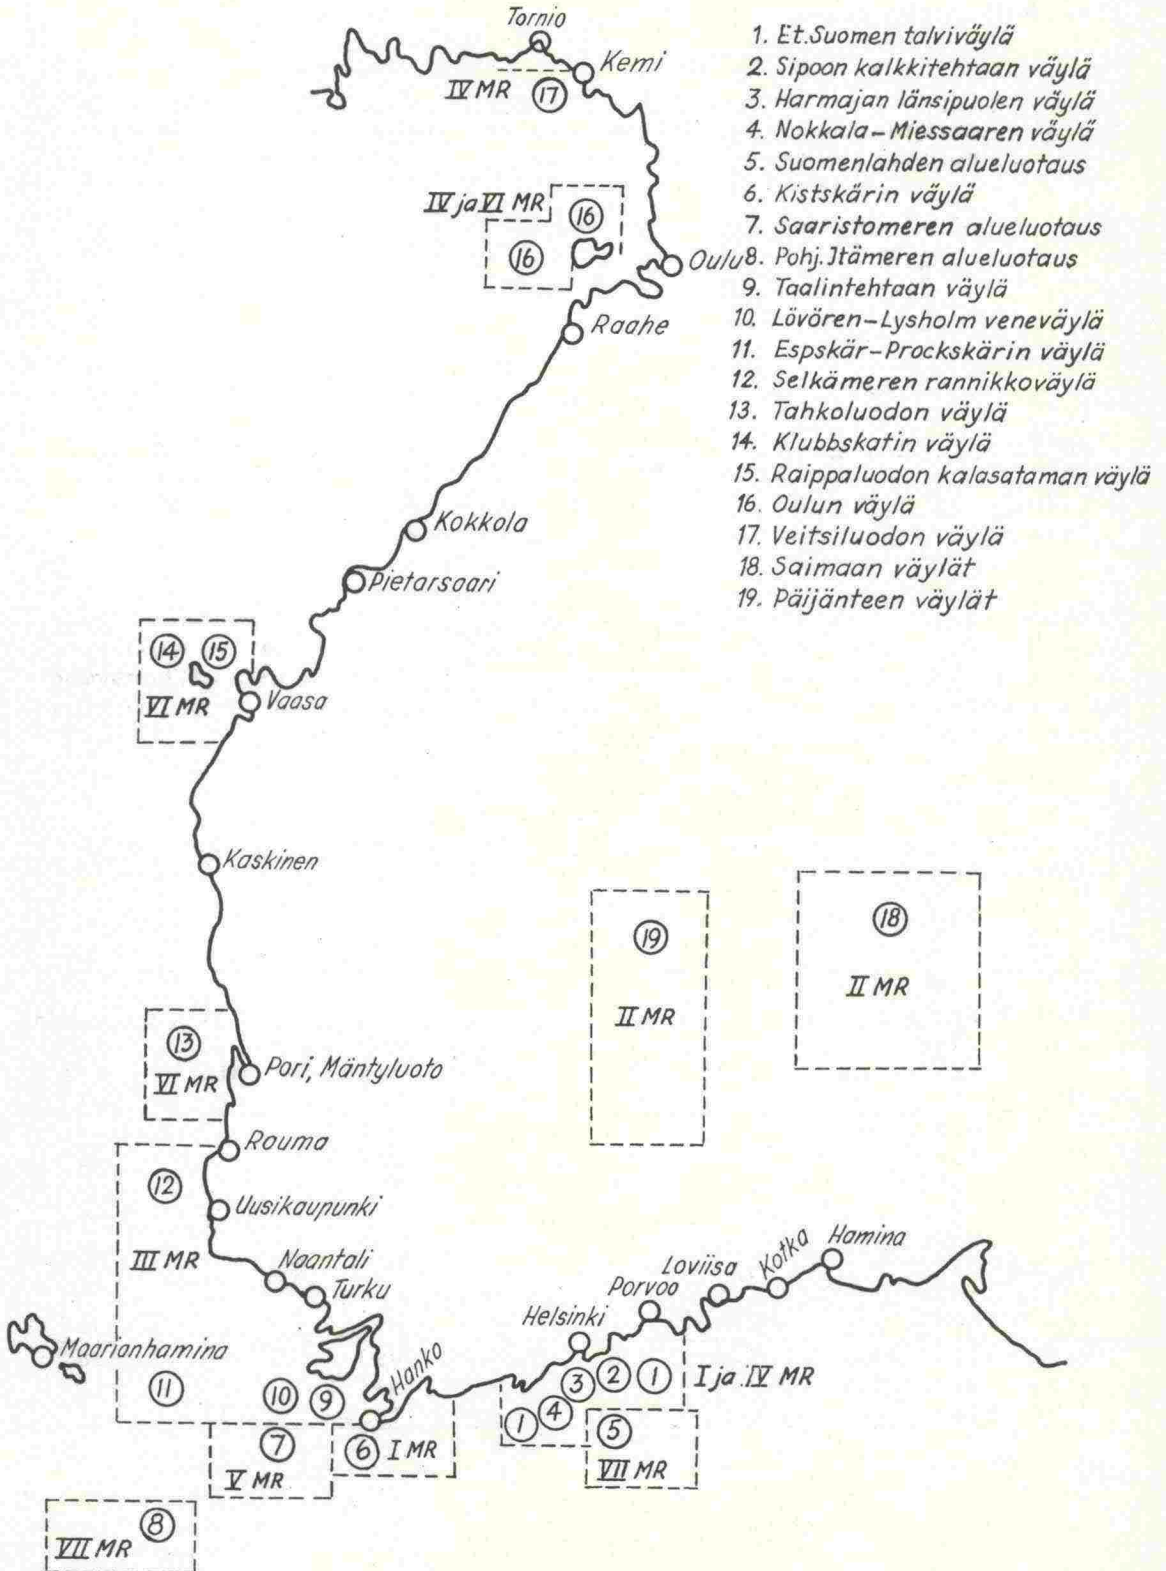 1. Et.Suomen talviväylä
2. Sipoon kalkkitehtaan väylä
3. Harmajan länsipuolen väylä
4. Nokkala-Miessaaren väylä
5. Suomenlahden alueluotaus
6. Kistskärin väylä
7. Saaristomeren alueluotaus
8. Pohj.Itämeren alueluotaus
9. Taalintehtaan väylä
10. Lövören-Lysholm veneväylä
11. Espskär-Prockskärin väylä
12. Selkämeren rannikkoväylä
13. Tahkoluodon väylä
14. Klubbskatin väylä
15. Raippaluodon kalasataman väylä
16. Oulun väylä
17. Veitsiluodon väylä
18. Saimaan väylät
19. Päijänteen väylät
Tornio
Kemi
IV MR 17
IV ja VI MR 16
16
Oulu
Raahe
Kokkola
Pietarsaari
14 15
VI MR
Vaasa
Kaskinen
19
II MR
18
II MR
13
VI MR
Pori, Mäntyluoto
Rauma
12
Uusikaupunki
III MR
Naantali
Turku
Maarianhamina
11
10 9
Hanko
Helsinki
Porvoo
Loviisa
Kotka
Hamina
3 2 1
I ja IV MR
1 4
5
VII MR
6 I MR
7
V MR
8
VII MR